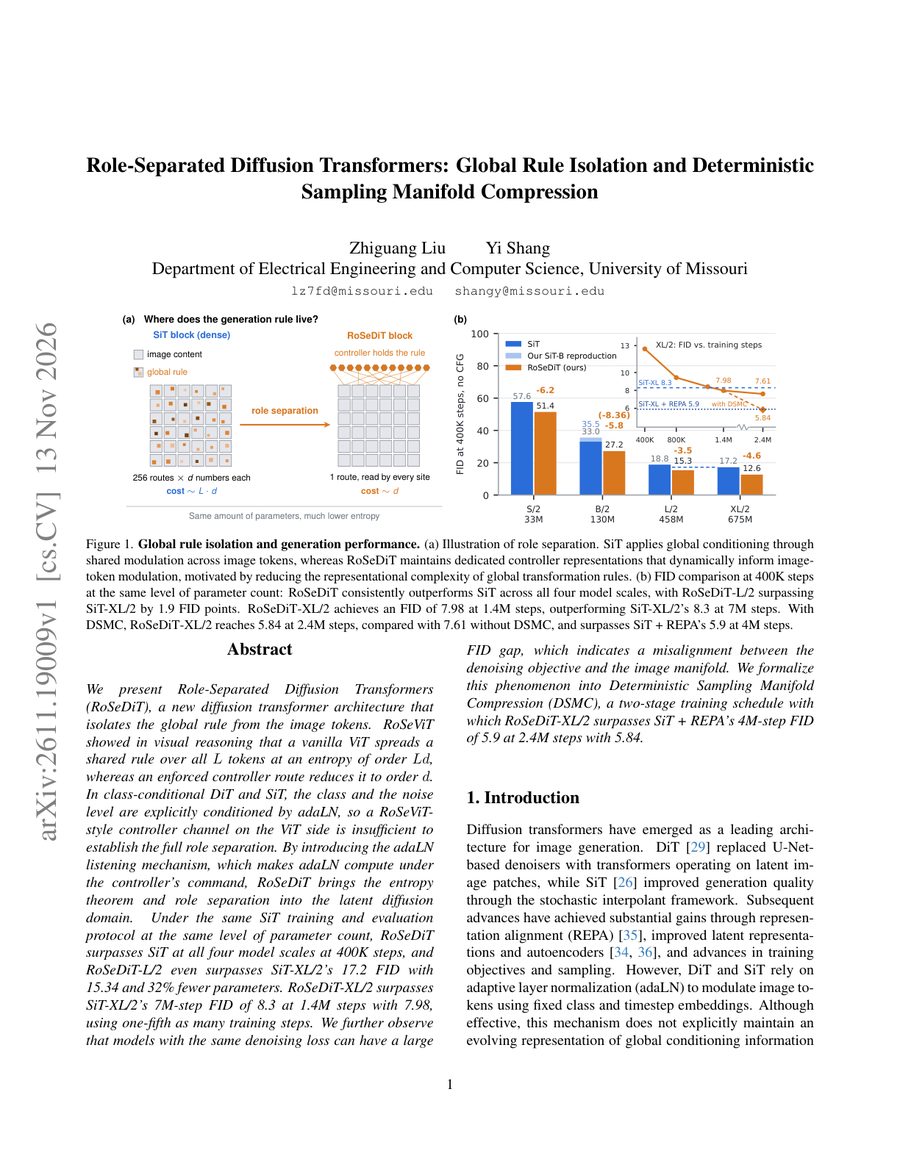 Role-Separated Diffusion Transformers: Global Rule Isolation and Deterministic
Sampling Manifold Compression
Zhiguang Liu Yi Shang
Department of Electrical Engineering and Computer Science, University of Missouri
lz7fd@missouri.edu shangy@missouri.edu
arXiv:2611.19009v1 [cs.CV] 13 Nov 2026
(a) Where does the generation rule live?
SiT block (dense)
RoSeDiT block
image content
controller holds the rule
global rule
role separation
256 routes × d numbers each
1 route, read by every site
cost ~ L · d
cost ~ d
Same amount of parameters, much lower entropy
(b)
FID at 400K steps, no CFG
100
80
60
40
20
0
SiT
Our SiT-B reproduction
RoSeDiT (ours)
57.6
-6.2
51.4
35.5
33.0
(-8.36)
-5.8
27.2
18.8
-3.5
15.3
17.2
-4.6
12.6
S/2
33M
B/2
130M
L/2
458M
XL/2
675M
XL/2: FID vs. training steps
13
10
8
6
SiT-XL 8.3
7.98
7.61
SiT-XL + REPA 5.9
with DSMC
5.84
400K
800K
1.4M
2.4M
Figure 1. Global rule isolation and generation performance. (a) Illustration of role separation. SiT applies global conditioning through
shared modulation across image tokens, whereas RoSeDiT maintains dedicated controller representations that dynamically inform image-
token modulation, motivated by reducing the representational complexity of global transformation rules. (b) FID comparison at 400K steps
at the same level of parameter count: RoSeDiT consistently outperforms SiT across all four model scales, with RoSeDiT-L/2 surpassing
SiT-XL/2 by 1.9 FID points. RoSeDiT-XL/2 achieves an FID of 7.98 at 1.4M steps, outperforming SiT-XL/2's 8.3 at 7M steps. With
DSMC, RoSeDiT-XL/2 reaches 5.84 at 2.4M steps, compared with 7.61 without DSMC, and surpasses SiT + REPA's 5.9 at 4M steps.
Abstract
We present Role-Separated Diffusion Transformers
(RoSeDiT), a new diffusion transformer architecture that
isolates the global rule from the image tokens. RoSeViT
showed in visual reasoning that a vanilla ViT spreads a
shared rule over all L tokens at an entropy of order Ld,
whereas an enforced controller route reduces it to order d.
In class-conditional DiT and SiT, the class and the noise
level are explicitly conditioned by adaLN, so a RoSeViT-
style controller channel on the ViT side is insufficient to
establish the full role separation. By introducing the adaLN
listening mechanism, which makes adaLN compute under
the controller's command, RoSeDiT brings the entropy
theorem and role separation into the latent diffusion
domain. Under the same SiT training and evaluation
protocol at the same level of parameter count, RoSeDiT
surpasses SiT at all four model scales at 400K steps, and
RoSeDiT-L/2 even surpasses SiT-XL/2's 17.2 FID with
15.34 and 32% fewer parameters. RoSeDiT-XL/2 surpasses
SiT-XL/2's 7M-step FID of 8.3 at 1.4M steps with 7.98,
using one-fifth as many training steps. We further observe
that models with the same denoising loss can have a large
FID gap, which indicates a misalignment between the
denoising objective and the image manifold. We formalize
this phenomenon into Deterministic Sampling Manifold
Compression (DSMC), a two-stage training schedule with
which RoSeDiT-XL/2 surpasses SiT + REPA's 4M-step FID
of 5.9 at 2.4M steps with 5.84.
1. Introduction
Diffusion transformers have emerged as a leading archi-
tecture for image generation. DiT [29] replaced U-Net-
based denoisers with transformers operating on latent im-
age patches, while SiT [26] improved generation quality
through the stochastic interpolant framework. Subsequent
advances have achieved substantial gains through represen-
tation alignment (REPA) [35], improved latent representa-
tions and autoencoders [34, 36], and advances in training
objectives and sampling. However, DiT and SiT rely on
adaptive layer normalization (adaLN) to modulate image to-
kens using fixed class and timestep embeddings. Although
effective, this mechanism does not explicitly maintain an
evolving representation of global conditioning information
1